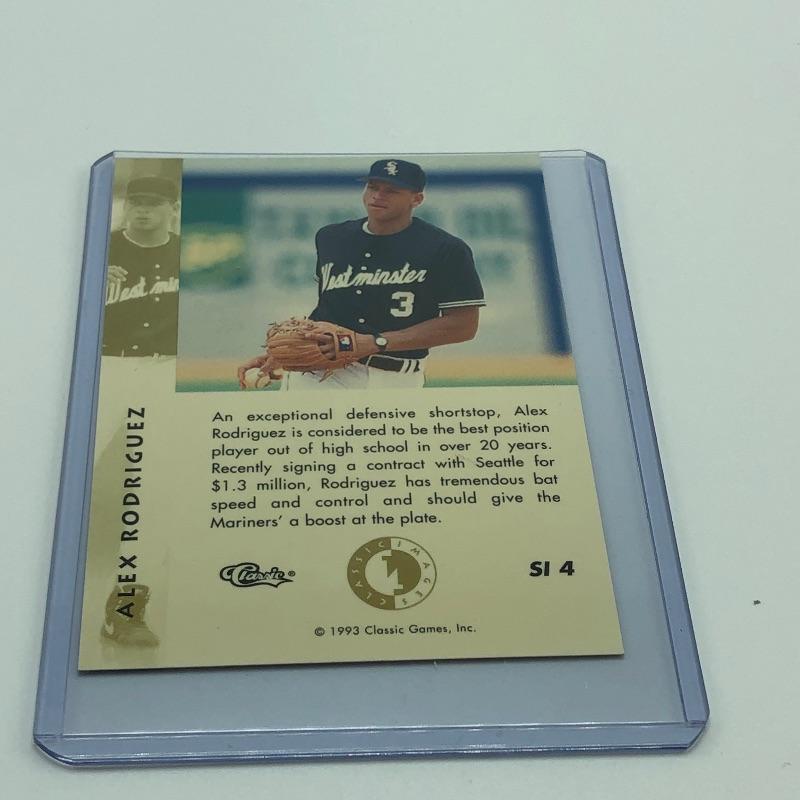 SOX
Westminster
3
West min
ALEX RODRIGUEZ
An exceptional defensive shortstop, Alex
Rodriguez is considered to be the best position
player out of high school in over 20 years.
Recently signing a contract with Seattle for
$1.3 million, Rodriguez has tremendous bat
speed and control and should give the
Mariners' a boost at the plate.
Classic®
CLASSIC IMAGES
SI 4
© 1993 Classic Games, Inc.